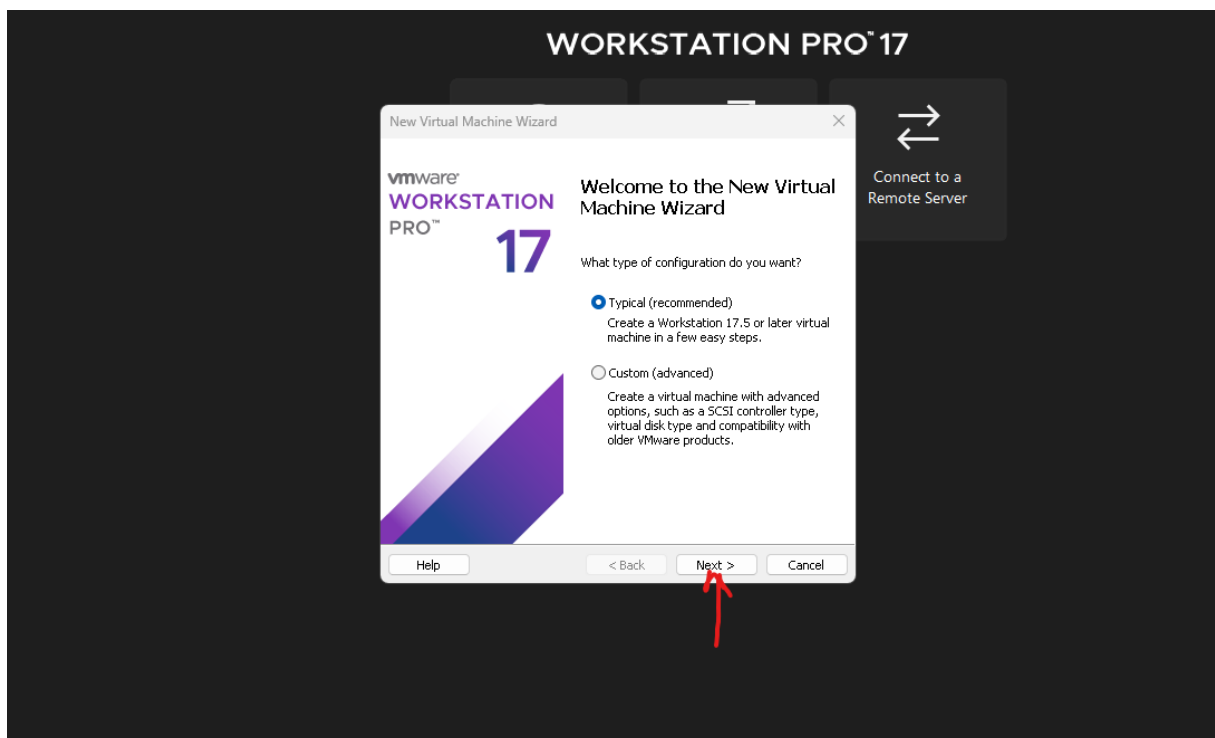 WORKSTATION PRO™ 17
New Virtual Machine Wizard
vmware®
WORKSTATION
PRO™
17
Welcome to the New Virtual
Machine Wizard
What type of configuration do you want?
Typical (recommended)
Create a Workstation 17.5 or later virtual
machine in a few easy steps.
Custom (advanced)
Create a virtual machine with advanced
options, such as a SCSI controller type,
virtual disk type and compatibility with
older VMware products.
Help
< Back
Next >
Cancel
Connect to a
Remote Server